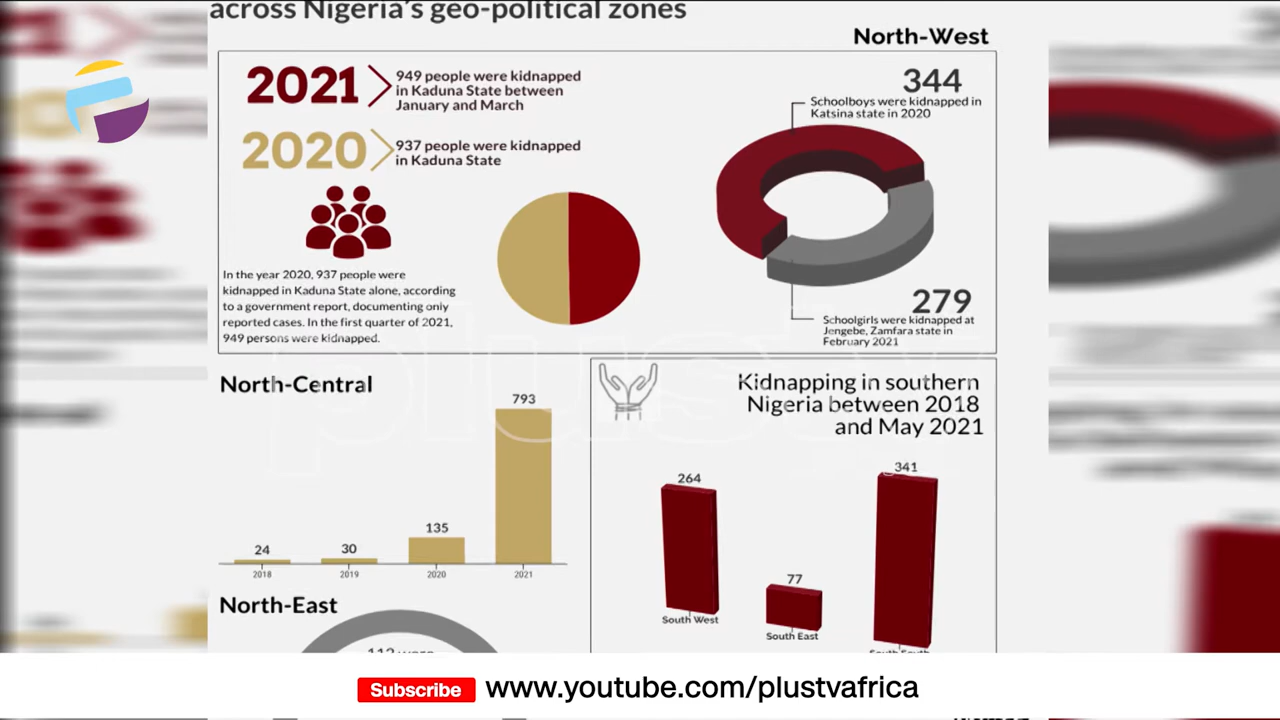 across Nigeria's geo-political zones
North-West
2021
949 people were kidnapped
in Kaduna State between
January and March
2020
937 people were kidnapped
in Kaduna State
In the year 2020, 937 people were
kidnapped in Kaduna State alone, according
to a government report, documenting only
reported cases. In the first quarter of 2021,
949 persons were kidnapped.
344
Schoolboys were kidnapped in
Katsina state in 2020
279
Schoolgirls were kidnapped at
Jengebe, Zamfara state in
February 2021
North-Central
24
30
135
793
2018
2019
2020
2021
North-East
Kidnapping in southern
Nigeria between 2018
and May 2021
264
77
341
South West
South East
South South
Subscribe
www.youtube.com/plustvafrica